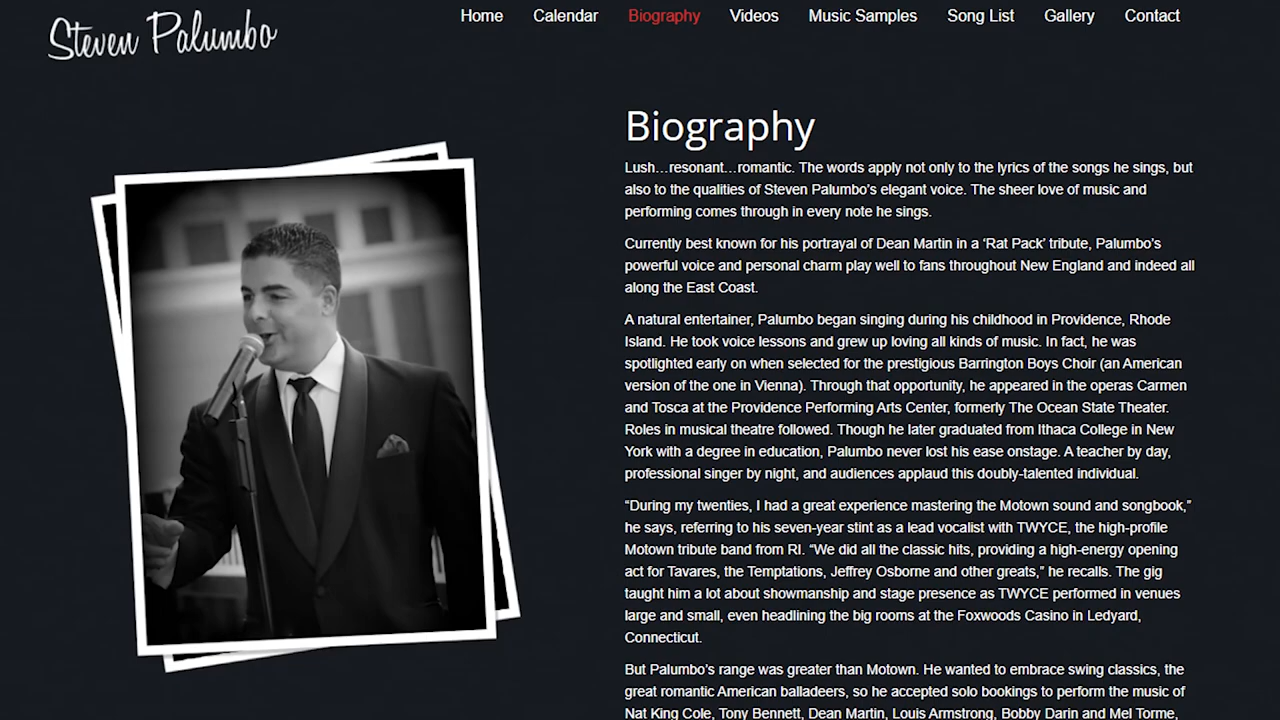 Steven Palumbo
Home Calendar Biography Videos Music Samples Song List Gallery Contact
Biography
Lush…resonant…romantic. The words apply not only to the lyrics of the songs he sings, but
also to the qualities of Steven Palumbo’s elegant voice. The sheer love of music and
performing comes through in every note he sings.
Currently best known for his portrayal of Dean Martin in a ‘Rat Pack’ tribute, Palumbo’s
powerful voice and personal charm play well to fans throughout New England and indeed all
along the East Coast.
A natural entertainer, Palumbo began singing during his childhood in Providence, Rhode
Island. He took voice lessons and grew up loving all kinds of music. In fact, he was
spotlighted early on when selected for the prestigious Barrington Boys Choir (an American
version of the one in Vienna). Through that opportunity, he appeared in the operas Carmen
and Tosca at the Providence Performing Arts Center, formerly The Ocean State Theater.
Roles in musical theatre followed. Though he later graduated from Ithaca College in New
York with a degree in education, Palumbo never lost his ease onstage. A teacher by day,
professional singer by night, and audiences applaud this doubly-talented individual.
“During my twenties, I had a great experience mastering the Motown sound and songbook,”
he says, referring to his seven-year stint as a lead vocalist with TWYCE, the high-profile
Motown tribute band from RI. “We did all the classic hits, providing a high-energy opening
act for Tavares, the Temptations, Jeffrey Osborne and other greats,” he recalls. The gig
taught him a lot about showmanship and stage presence as TWYCE performed in venues
large and small, even headlining the big rooms at the Foxwoods Casino in Ledyard,
Connecticut.
But Palumbo’s range was greater than Motown. He wanted to embrace swing classics, the
great romantic American balladeers, so he accepted solo bookings to perform the music of
Nat King Cole, Tony Bennett, Dean Martin, Louis Armstrong, Bobby Darin and Mel Torme,